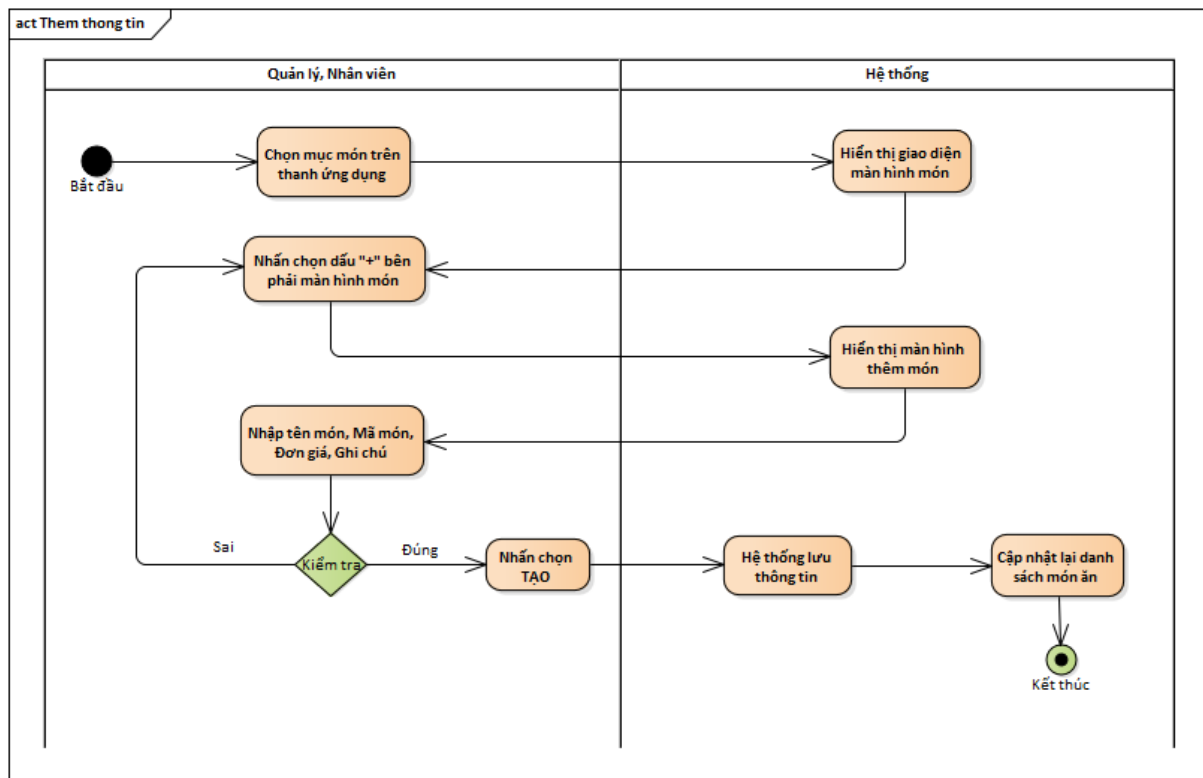 act Them thong tin
Quản lý, Nhân viên
Hệ thống
Bắt đầu
Chọn mục món trên
thanh ứng dụng
Hiển thị giao diện
màn hình món
Nhấn chọn dấu "+" bên
phải màn hình món
Hiển thị màn hình
thêm món
Nhập tên món, Mã món,
Đơn giá, Ghi chú
Kiểm tra
Sai
Đúng
Nhấn chọn
TẠO
Hệ thống lưu
thông tin
Cập nhật lại danh
sách món ăn
Kết thúc